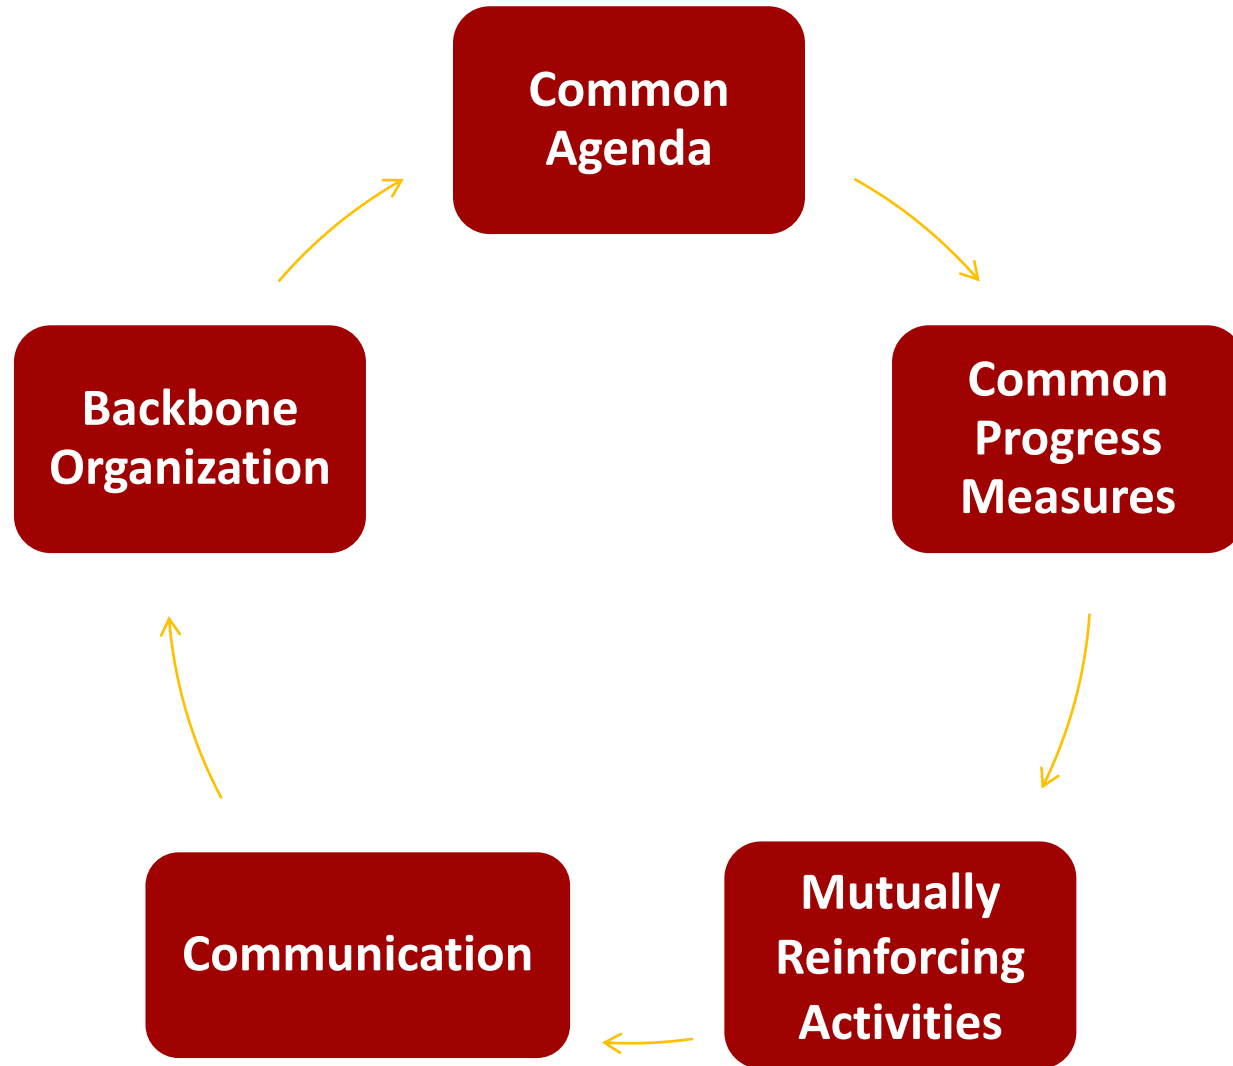 Common
Agenda
Common
Progress
Measures
Mutually
Reinforcing
Activities
Communication
Backbone
Organization